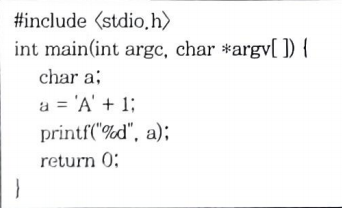 #include <stdio.h>
int main(int argc, char *argv[ ]) {
char a;
a = 'A' + 1;
printf("%d", a);
return 0;
}